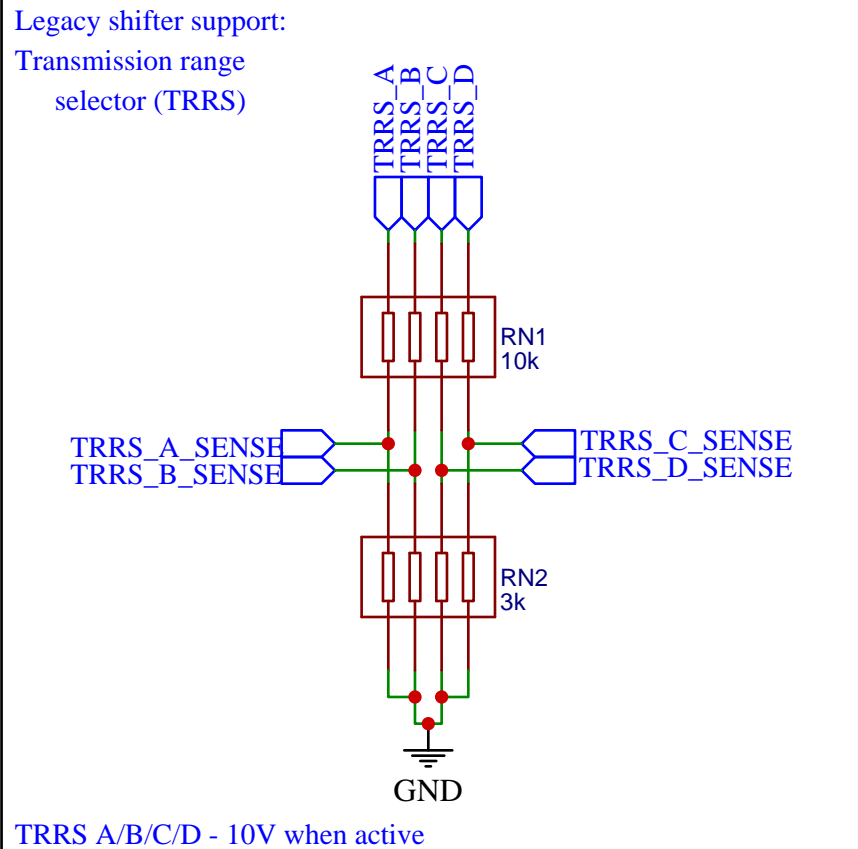 Legacy shifter support:
Transmission range
selector (TRRS)
TRRS_A
TRRS_B
TRRS_C
TRRS_D
RN1
10k
TRRS_A_SENSE
TRRS_B_SENSE
TRRS_C_SENSE
TRRS_D_SENSE
RN2
3k
GND
TRRS A/B/C/D - 10V when active